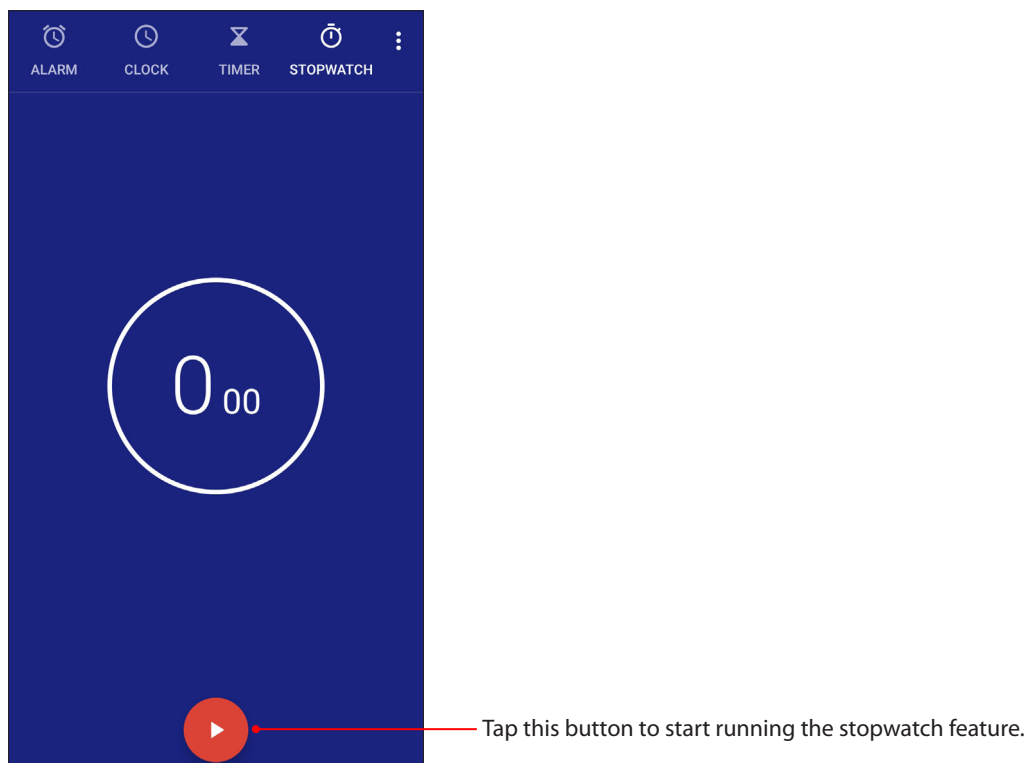 ALARM CLOCK TIMER STOPWATCH
0 00
Tap this button to start running the stopwatch feature.